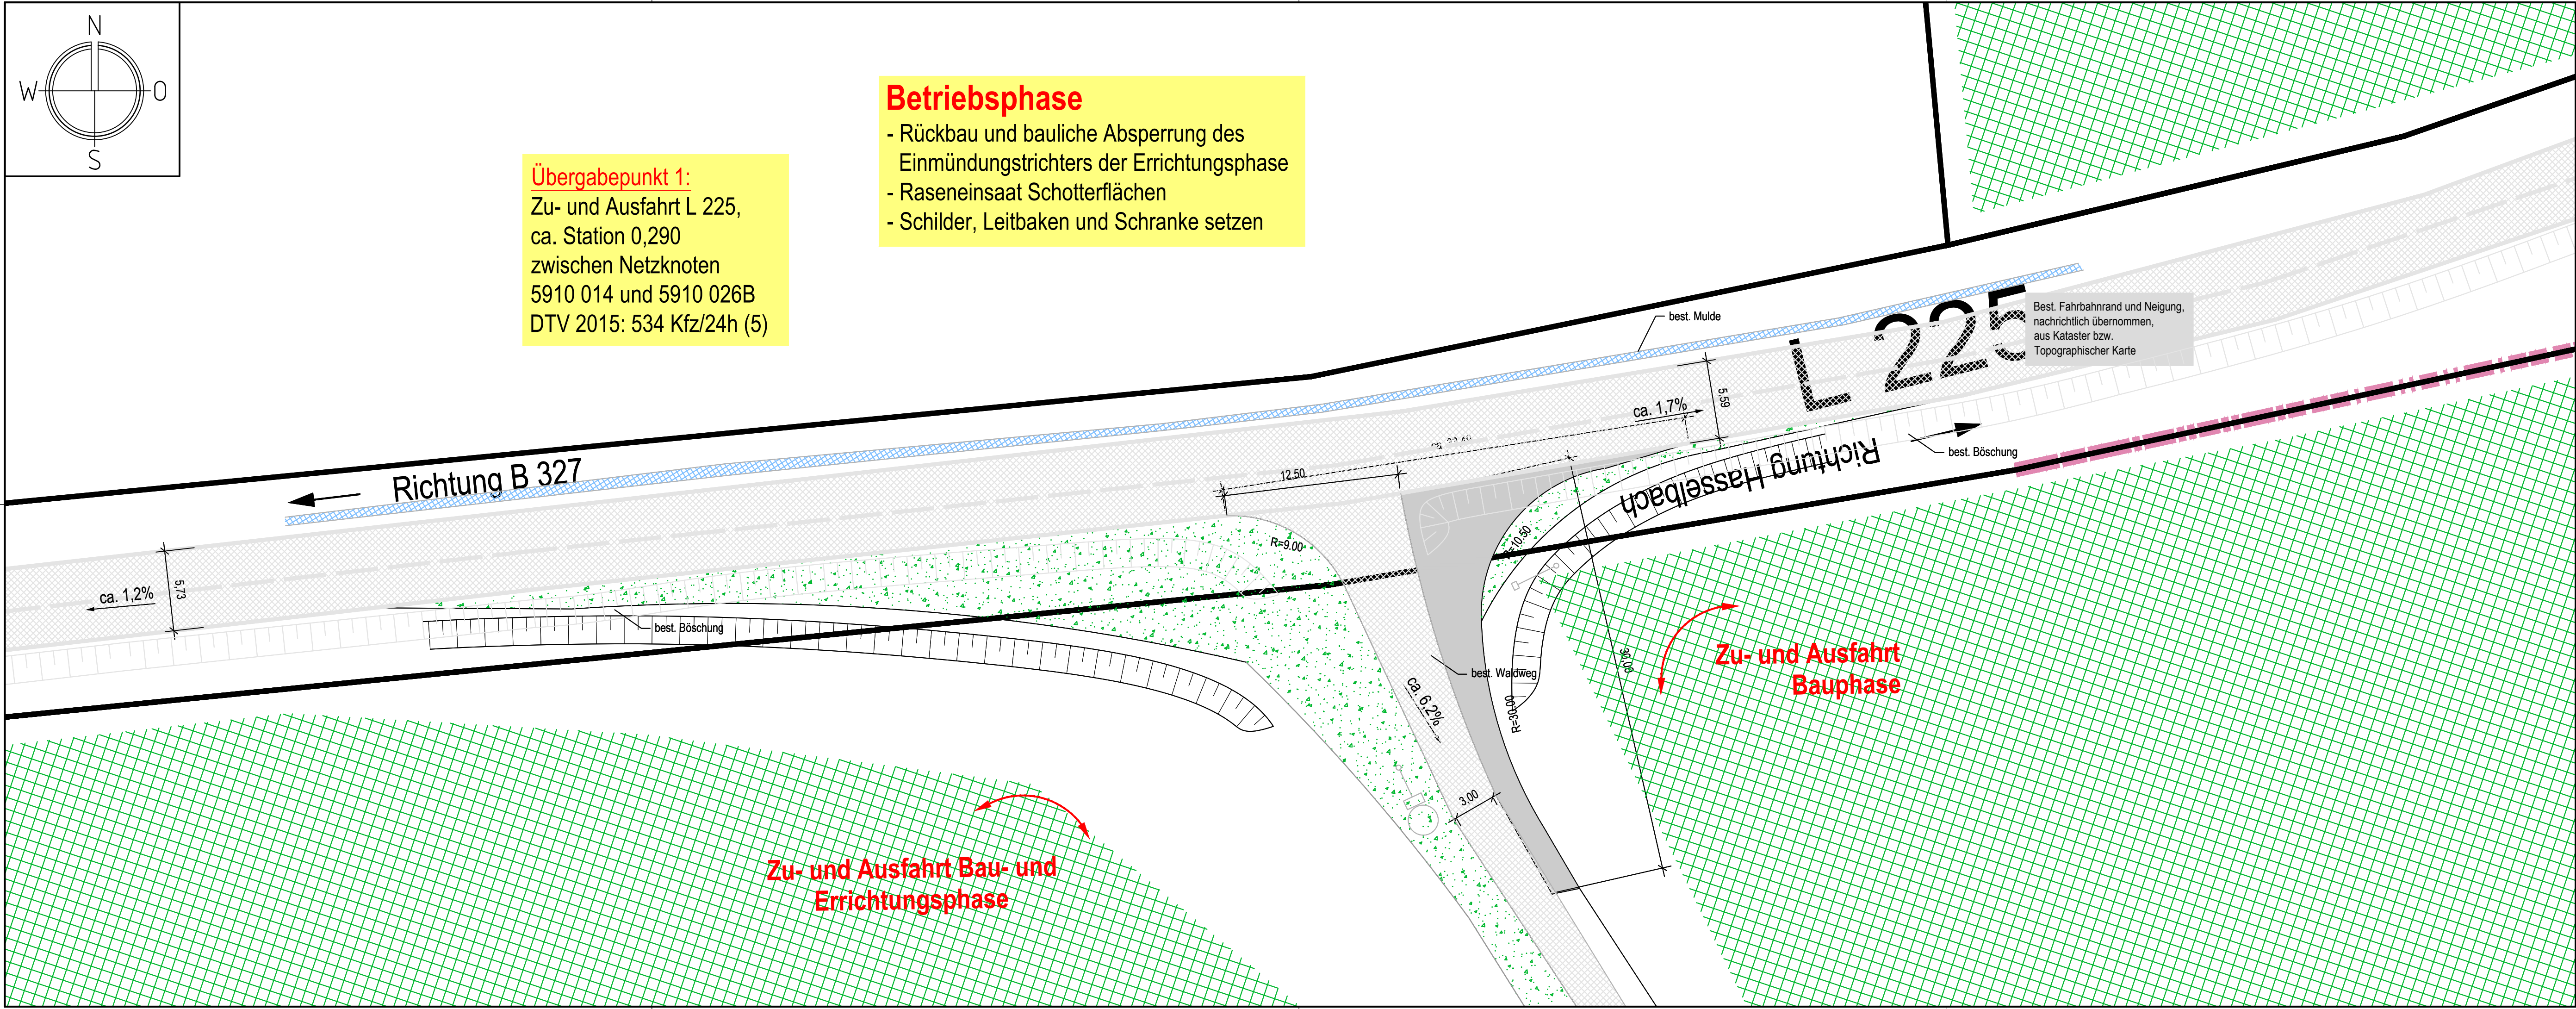 N
W
O
S
Betriebsphase
- Rückbau und bauliche Absperrung des
Einmündungstrichters der Errichtungsphase
- Raseneinsaat Schotterflächen
- Schilder, Leitbaken und Schranke setzen
Übergabepunkt 1:
Zu- und Ausfahrt L 225,
ca. Station 0,290
zwischen Netzknoten
5910 014 und 5910 026B
DTV 2015: 534 Kfz/24h (5)
best. Mulde
L 225
Best. Fahrbahnrand und Neigung,
nachrichtlich übernommen,
aus Kataster bzw.
Topographischer Karte
5,59
ca. 1,7%
Richtung Hasselbach
best. Böschung
Richtung B 327
12,50
R=9.00
R=10.50
ca. 1,2%
5,73
best. Böschung
30,00
Zu- und Ausfahrt
Bauphase
best. Waldweg
ca. 6,2%
R=30.00
3,00
Zu- und Ausfahrt Bau- und
Errichtungsphase